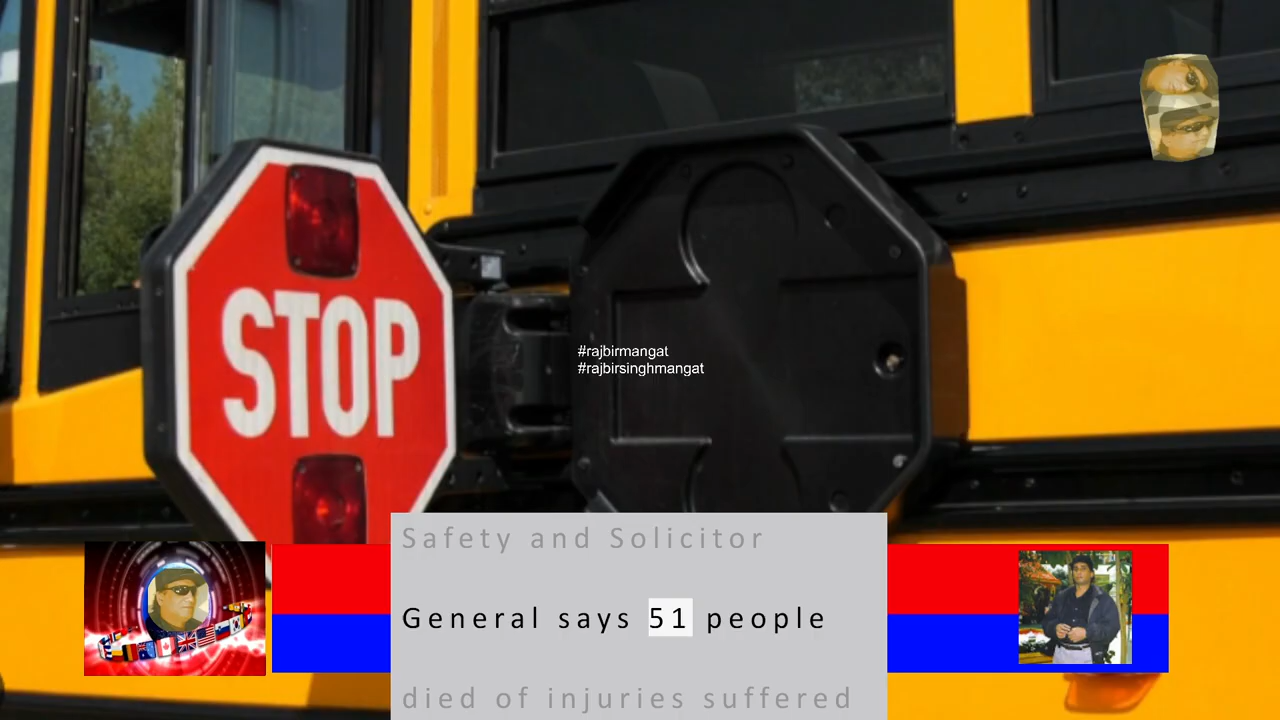 STOP
#rajbirmangat
#rajbirsinghmangat
Safety and Solicitor
General says 51 people
died of injuries suffered